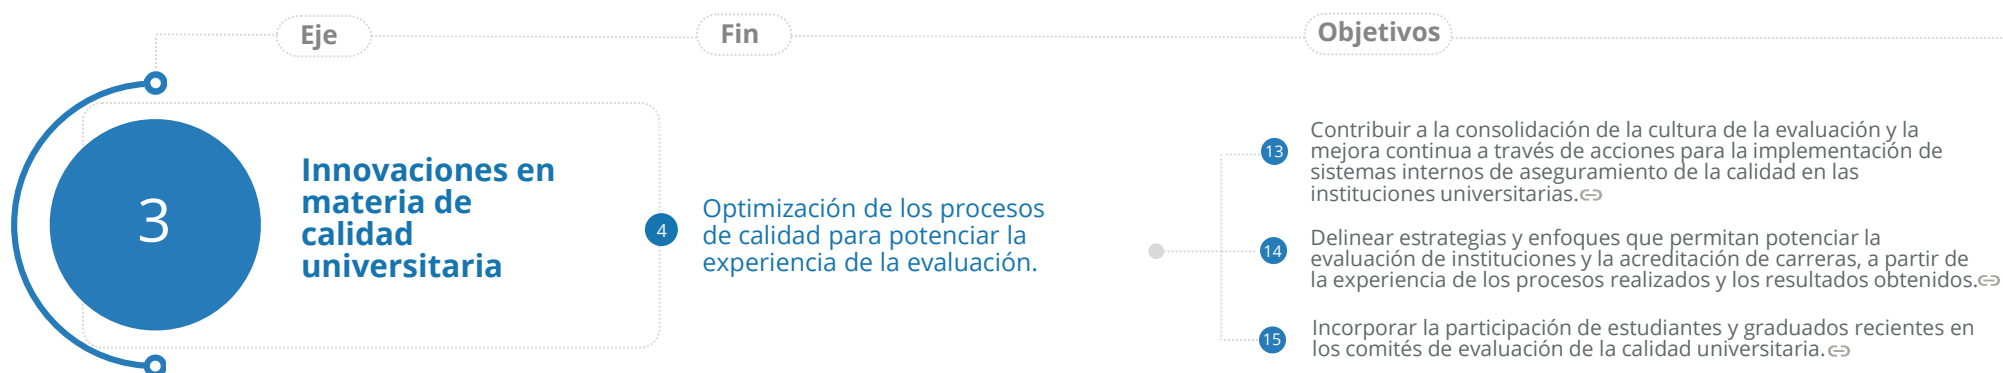 Eje
Fin
Objetivos
3
Innovaciones en
materia de
calidad
universitaria
4
Optimización de los procesos
de calidad para potenciar la
experiencia de la evaluación.
13
Contribuir a la consolidación de la cultura de la evaluación y la
mejora continua a través de acciones para la implementación de
sistemas internos de aseguramiento de la calidad en las
instituciones universitarias.
14
Delinear estrategias y enfoques que permitan potenciar la
evaluación de instituciones y la acreditación de carreras, a partir de
la experiencia de los procesos realizados y los resultados obtenidos.
15
Incorporar la participación de estudiantes y graduados recientes en
los comités de evaluación de la calidad universitaria.